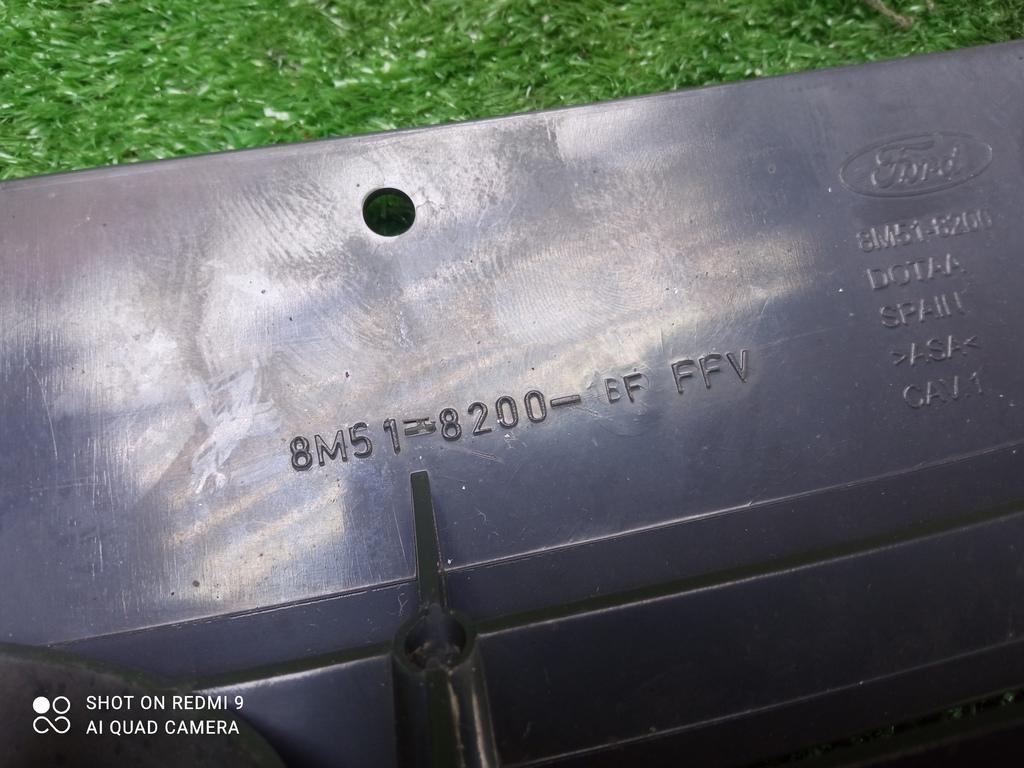 Ford
8M51-8200
DOTAA
SPAIN
>ASA<
CAV.1
8M51-8200-BF FFV
SHOT ON REDMI 9
AI QUAD CAMERA